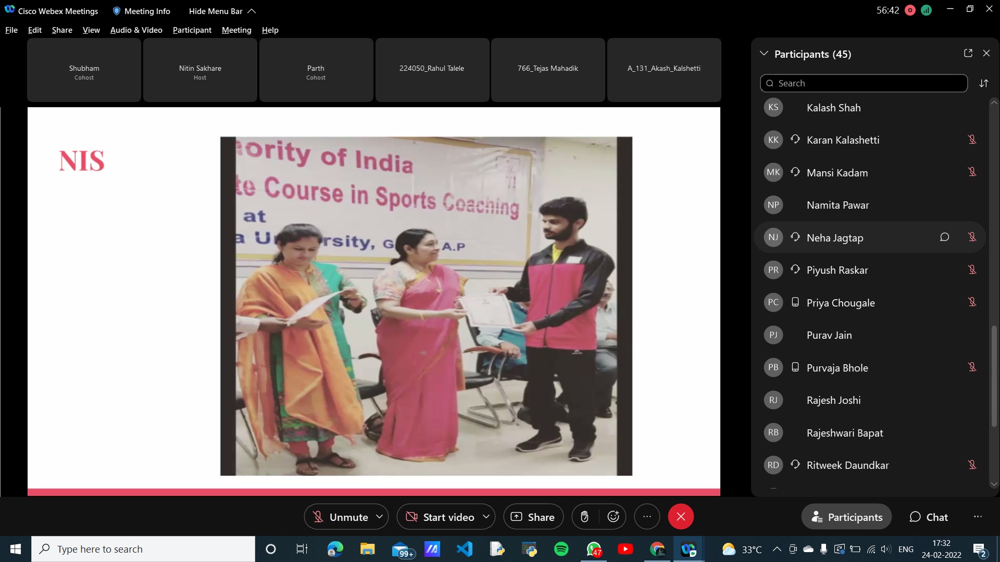 Cisco Webex Meetings Meeting Info Hide Menu Bar 56:42
File Edit Share View Audio & Video Participant Meeting Help
Shubham
Cohost
Nitin Sakhare
Host
Parth
Cohost
224050_Rahul Talele
766_Tejas Mahadik
A_131_Akash_Kalshetti
NIS
ority of India
te Course in Sports Coaching
at
a U rsity, G A.P
Participants (45)
Search
KS Kalash Shah
KK Karan Kalashetti
MK Mansi Kadam
NP Namita Pawar
NJ Neha Jagtap
PR Piyush Raskar
PC Priya Chougale
PJ Purav Jain
PB Purvaja Bhole
RJ Rajesh Joshi
RB Rajeshwari Bapat
RD Ritweek Daundkar
Unmute Start video Share Participants Chat
Type here to search
99+
47
33°C
ENG
17:32
24-02-2022
2